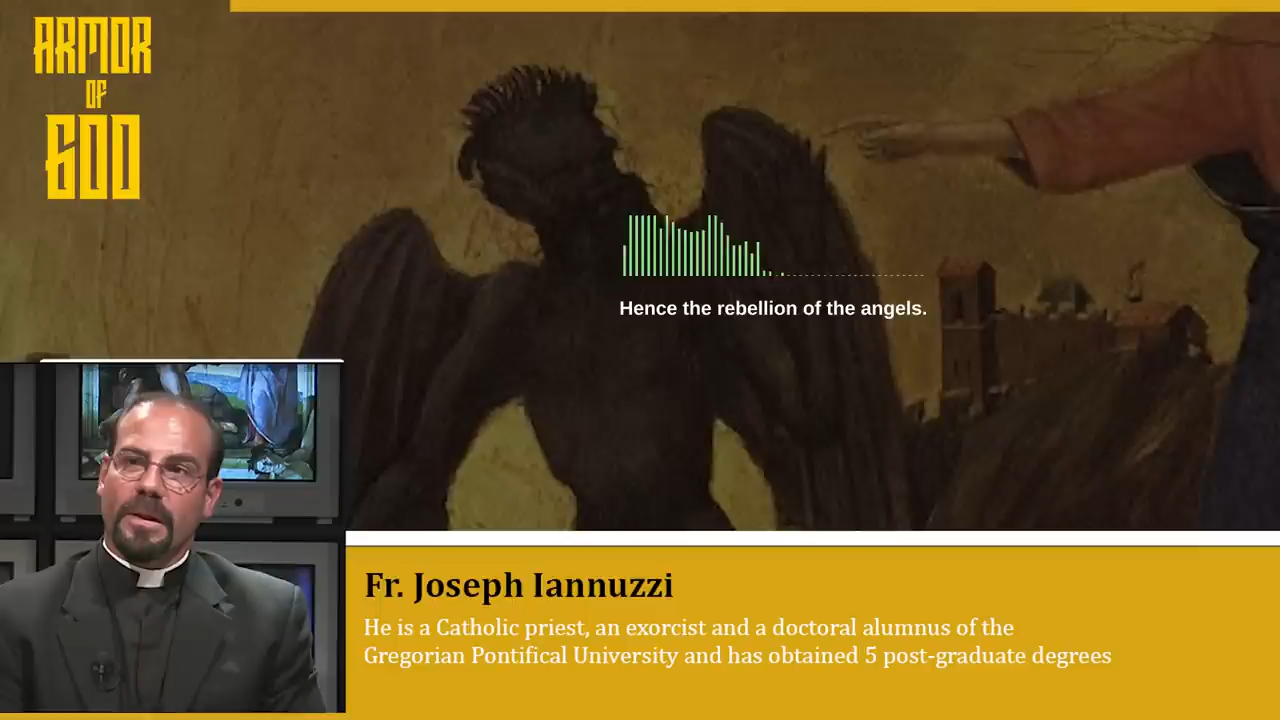 ARMOR
OF
GOD
Hence the rebellion of the angels.
Fr. Joseph Iannuzzi
He is a Catholic priest, an exorcist and a doctoral alumnus of the
Gregorian Pontifical University and has obtained 5 post-graduate degrees